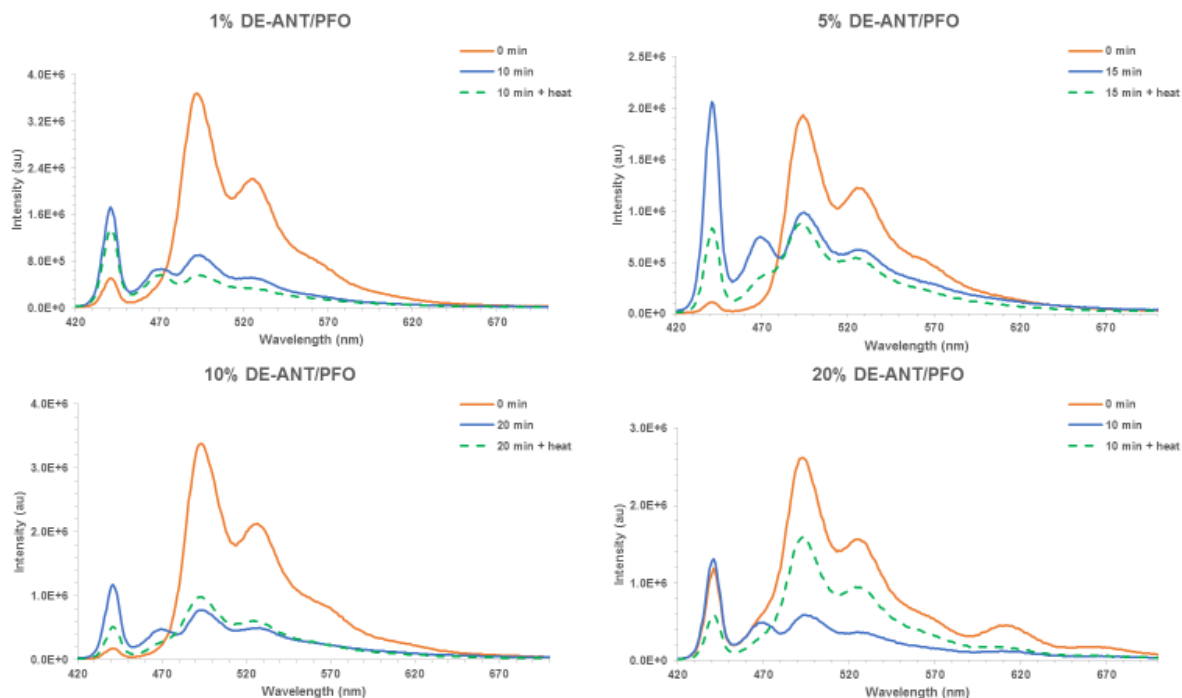 1% DE-ANT/PFO
0 min
10 min
10 min + heat
4.0E+6
3.2E+6
2.4E+6
1.6E+6
8.0E+5
0.0E+0
Intensity (au)
420 470 520 570 620 670
Wavelength (nm)
5% DE-ANT/PFO
0 min
15 min
15 min + heat
2.5E+6
2.0E+6
1.5E+6
1.0E+6
5.0E+5
0.0E+0
Intensity (au)
420 470 520 570 620 670
Wavelength (nm)
10% DE-ANT/PFO
0 min
20 min
20 min + heat
4.0E+6
3.0E+6
2.0E+6
1.0E+6
0.0E+0
Intensity (au)
420 470 520 570 620 670
Wavelength (nm)
20% DE-ANT/PFO
0 min
10 min
10 min + heat
3.0E+6
2.0E+6
1.0E+6
0.0E+0
Intensity (au)
420 470 520 570 620 670
Wavelength (nm)